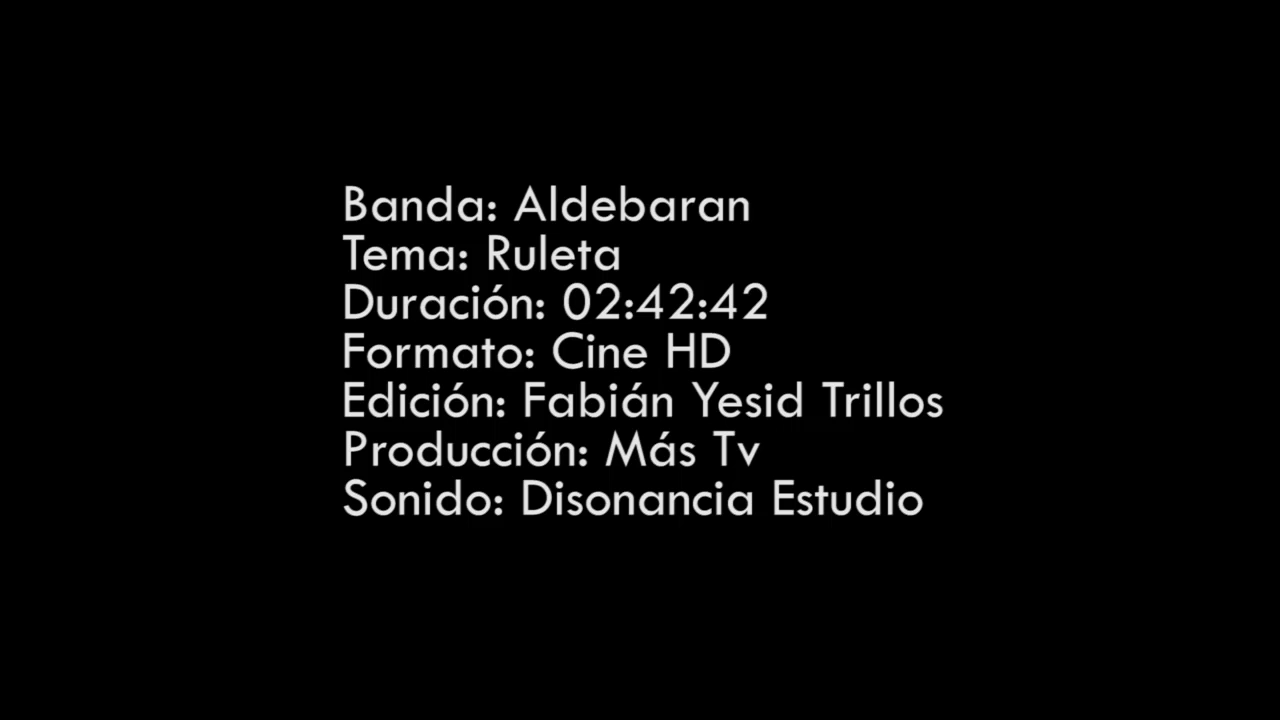 Banda: Aldebaran
Tema: Ruleta
Duración: 02:42:42
Formato: Cine HD
Edición: Fabián Yesid Trillos
Producción: Más Tv
Sonido: Disonancia Estudio